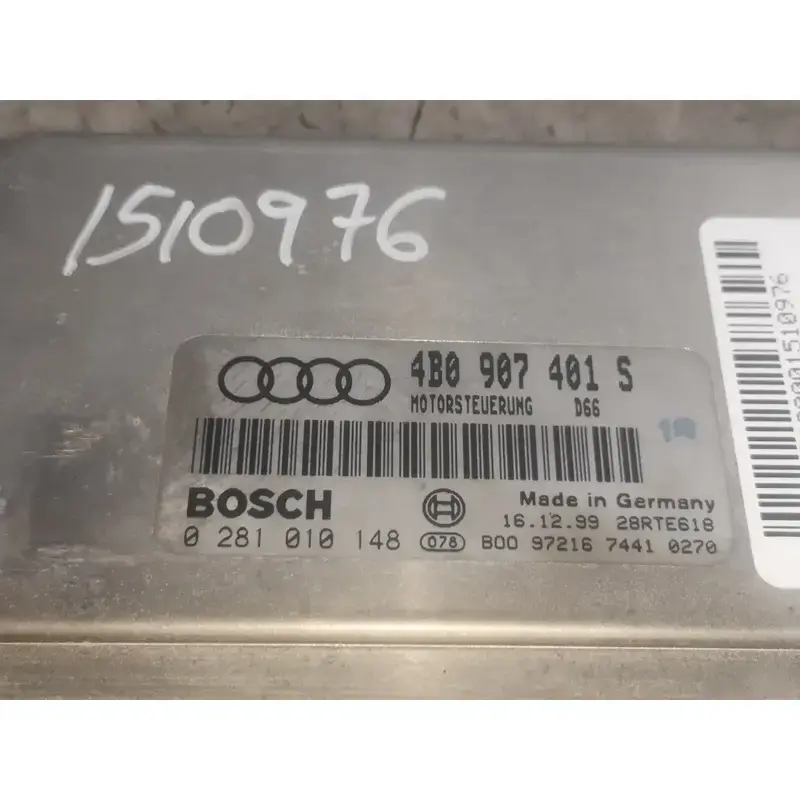 1510976
4B0 907 401 S
MOTORSTEUERUNG D66
BOSCH
Made in Germany
16.12.99 28RTE618
0 281 010 148 078 B00 97216 7441 0270